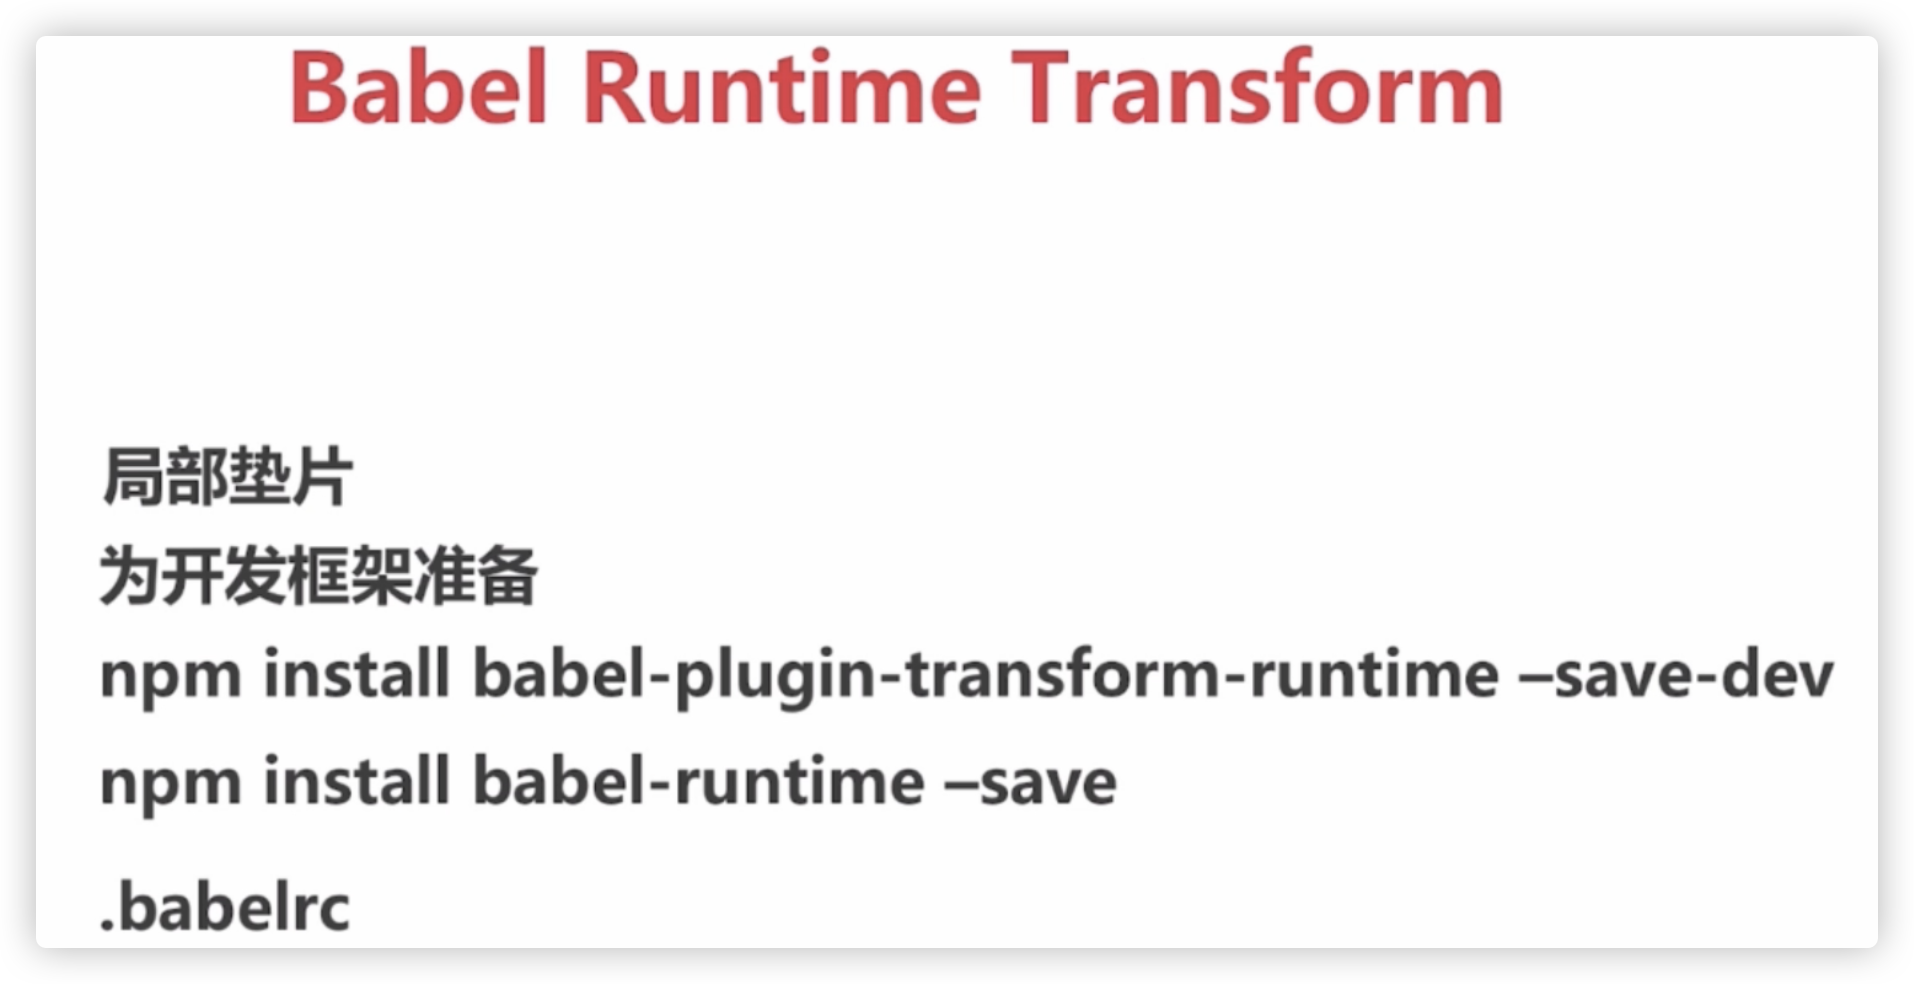 Babel Runtime Transform
局部垫片
为开发框架准备
npm install babel-plugin-transform-runtime –save-dev
npm install babel-runtime –save
.babelrc